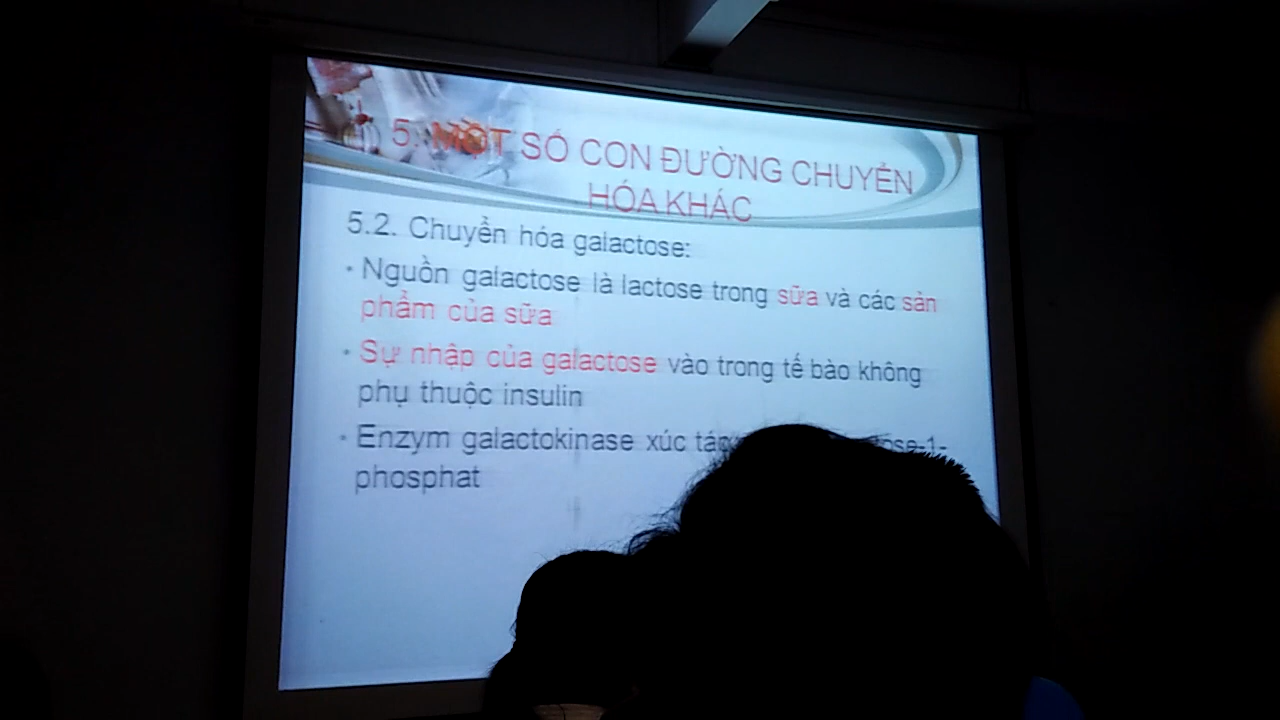 5. MỘT SỐ CON ĐƯỜNG CHUYỂN
HÓA KHÁC
5.2. Chuyển hóa galactose:
• Nguồn galactose là lactose trong sữa và các sản
phẩm của sữa
• Sự nhập của galactose vào trong tế bào không
phụ thuộc insulin
• Enzym galactokinase xúc tác ose-1-
phosphat